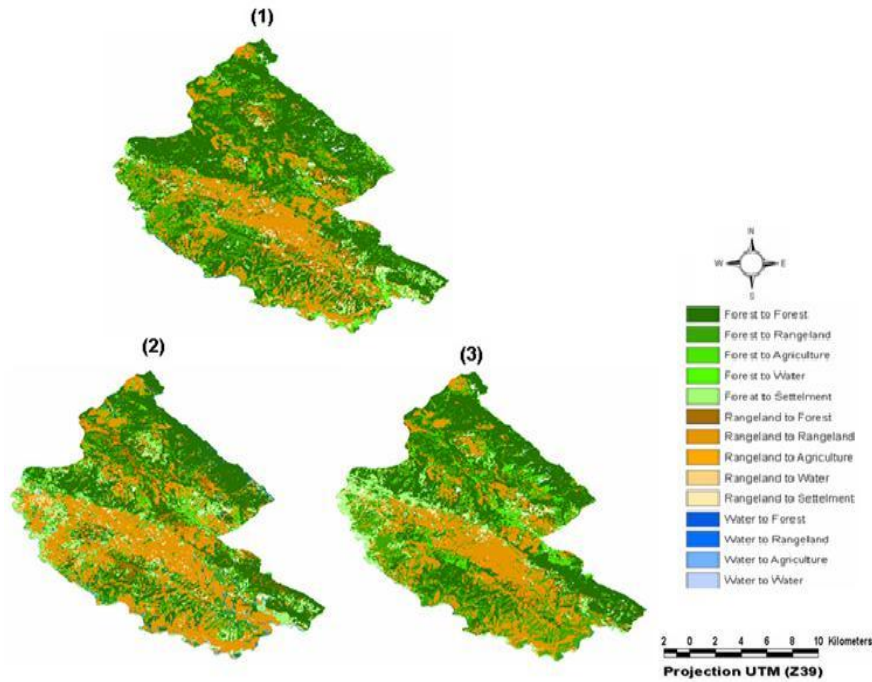 (1)
(2)
(3)
N
W E
S
Forest to Forest
Forest to Rangeland
Forest to Agriculture
Forest to Water
Foreat to Settelment
Rangeland to Forest
Rangeland to Rangeland
Rangeland to Agriculture
Rangeland to Water
Rangeland to Settelment
Water to Forest
Water to Rangeland
Water to Agriculture
Water to Water
2 0 2 4 6 8 10 Kilometers
Projection UTM (Z39)